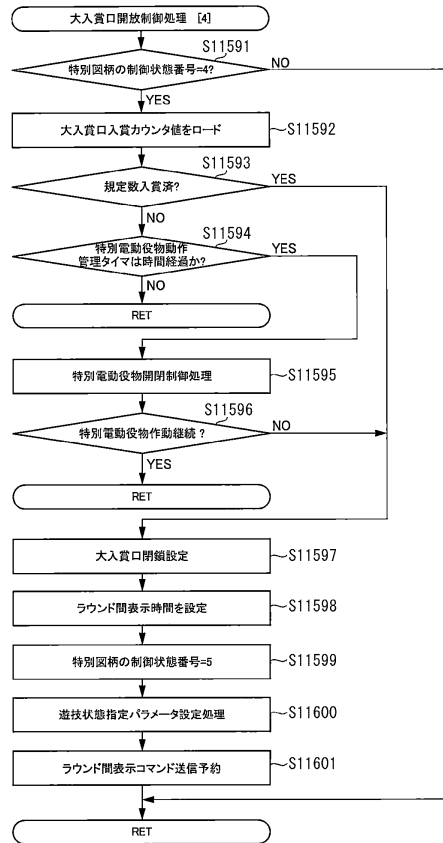 大入賞口開放制御処理 [4]
S11591
特別図柄の制御状態番号=4?
NO
YES
大入賞口入賞カウンタ値をロード
S11592
S11593
規定数入賞済?
YES
NO
S11594
特別電動役物動作
管理タイマは時間経過か?
YES
NO
RET
特別電動役物開閉制御処理
S11595
S11596
特別電動役物作動継続?
NO
YES
RET
大入賞口閉鎖設定
S11597
ラウンド間表示時間を設定
S11598
特別図柄の制御状態番号=5
S11599
遊技状態指定パラメータ設定処理
S11600
ラウンド間表示コマンド送信予約
S11601
RET